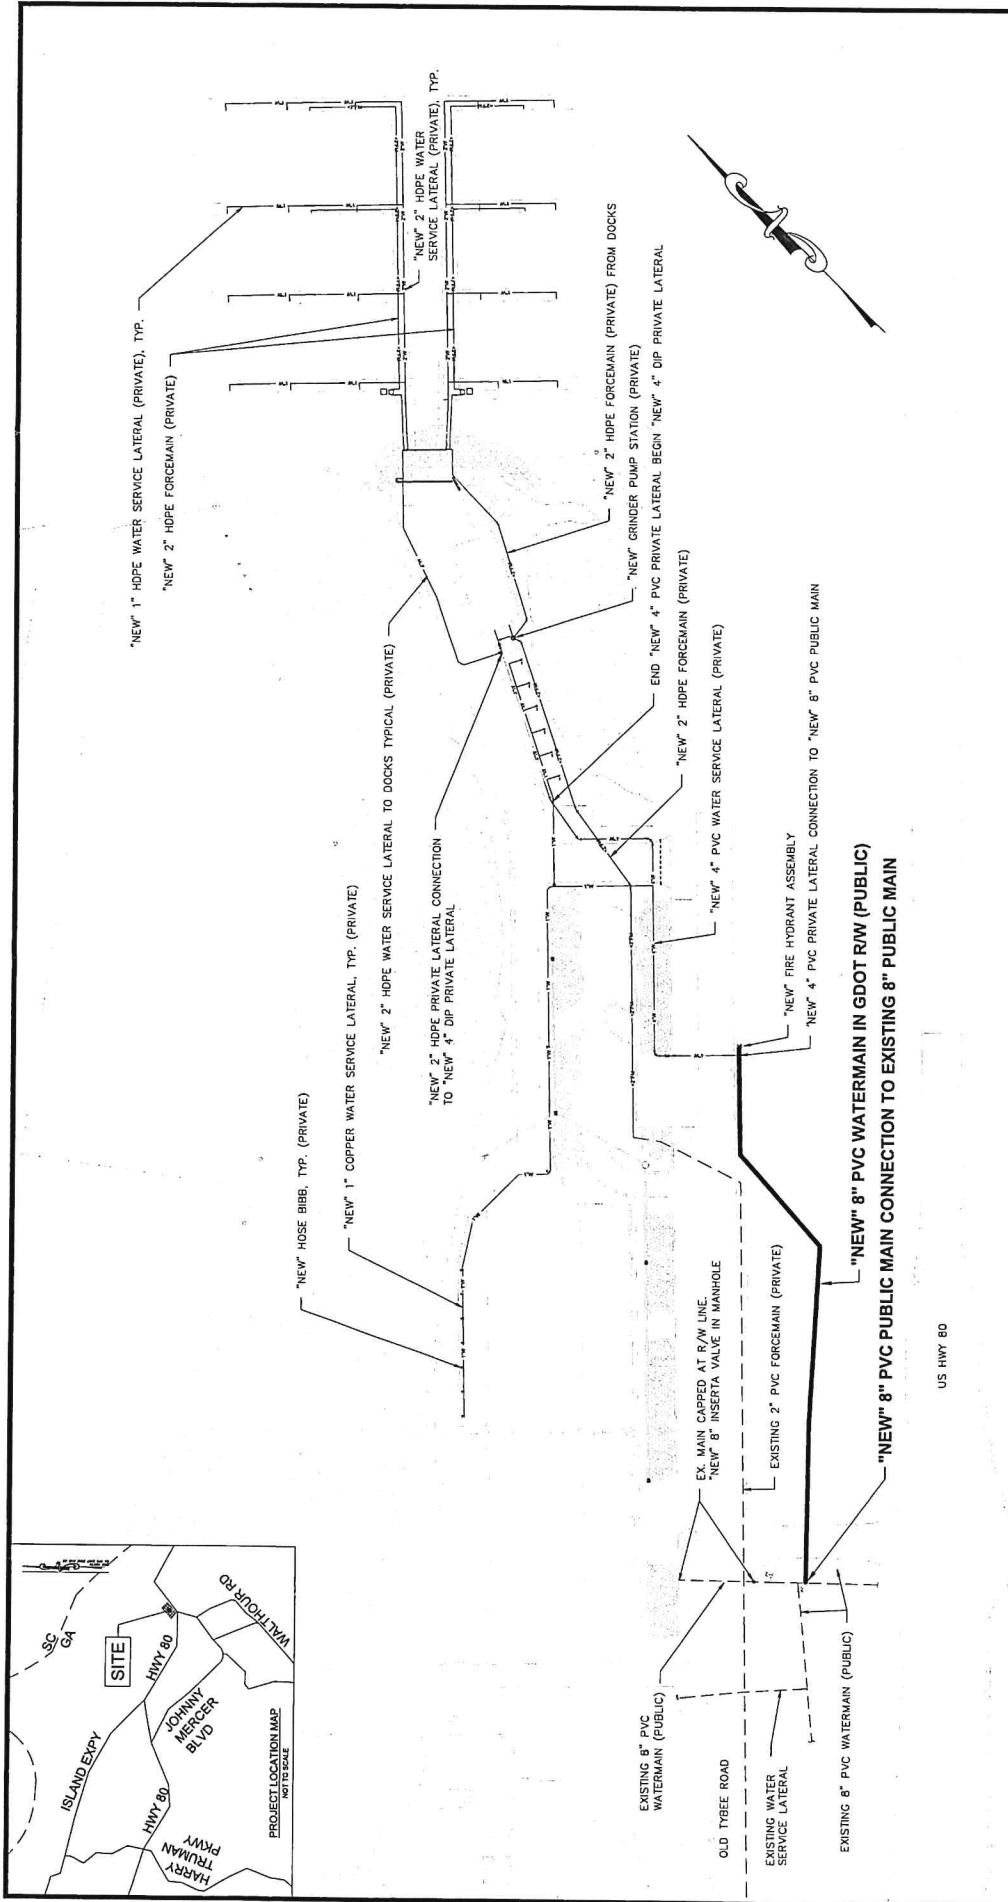 "NEW" 1" HDPE WATER SERVICE LATERAL (PRIVATE), TYP.
"NEW" 2" HDPE FORCEMAIN (PRIVATE)
"NEW" 2" HDPE WATER
SERVICE LATERAL (PRIVATE), TYP.
"NEW" 2" HDPE WATER SERVICE LATERAL TO DOCKS TYPICAL (PRIVATE)
"NEW" 2" HDPE FORCEMAIN (PRIVATE) FROM DOCKS
"NEW" GRINDER PUMP STATION (PRIVATE)
END "NEW" 4" PVC PRIVATE LATERAL BEGIN "NEW" 4" DIP PRIVATE LATERAL
"NEW" 2" HDPE FORCEMAIN (PRIVATE)
"NEW" 2" HDPE PRIVATE LATERAL CONNECTION
TO "NEW" 4" DIP PRIVATE LATERAL
"NEW" 4" PVC WATER SERVICE LATERAL (PRIVATE)
"NEW" 1" COPPER WATER SERVICE LATERAL, TYP. (PRIVATE)
"NEW" HOSE BIBB, TYP. (PRIVATE)
"NEW" FIRE HYDRANT ASSEMBLY
"NEW" 4" PVC PRIVATE LATERAL CONNECTION TO "NEW" 8" PVC PUBLIC MAIN
"NEW" 8" PVC WATERMAIN IN GDOT R/W (PUBLIC)
"NEW" 8" PVC PUBLIC MAIN CONNECTION TO EXISTING 8" PUBLIC MAIN
EX. MAIN CAPPED AT R/W LINE.
"NEW" 8" INSERTA VALVE IN MANHOLE
EXISTING 2" PVC FORCEMAIN (PRIVATE)
US HWY 80
EXISTING 8" PVC
WATERMAIN (PUBLIC)
OLD TYBEE ROAD
EXISTING WATER
SERVICE LATERAL
EXISTING 8" PVC WATERMAIN (PUBLIC)
SC
GA
SITE
ISLAND EXPY
HWY 80
HWY 80
WALTHOUR RD
JOHNNY
MERCER
BLVD
HARRY
TRUMAN
PKWY
PROJECT LOCATION MAP
NOT TO SCALE